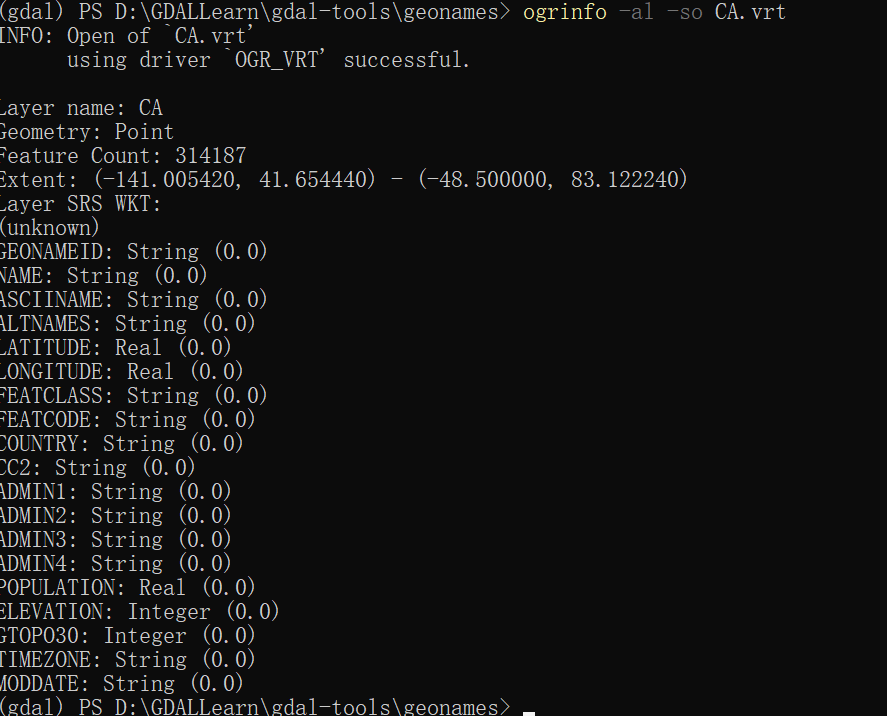 (gdal) PS D:\GDALLearn\gdal-tools\geonames> ogrinfo -al -so CA.vrt
INFO: Open of `CA.vrt'
using driver `OGR_VRT' successful.
Layer name: CA
Geometry: Point
Feature Count: 314187
Extent: (-141.005420, 41.654440) - (-48.500000, 83.122240)
Layer SRS WKT:
(unknown)
GEONAMEID: String (0.0)
NAME: String (0.0)
ASCIINAME: String (0.0)
ALTNAMES: String (0.0)
LATITUDE: Real (0.0)
LONGITUDE: Real (0.0)
FEATCLASS: String (0.0)
FEATCODE: String (0.0)
COUNTRY: String (0.0)
CC2: String (0.0)
ADMIN1: String (0.0)
ADMIN2: String (0.0)
ADMIN3: String (0.0)
ADMIN4: String (0.0)
POPULATION: Real (0.0)
ELEVATION: Integer (0.0)
GTOPO30: Integer (0.0)
TIMEZONE: String (0.0)
MODDATE: String (0.0)
(gdal) PS D:\GDALLearn\gdal-tools\geonames>